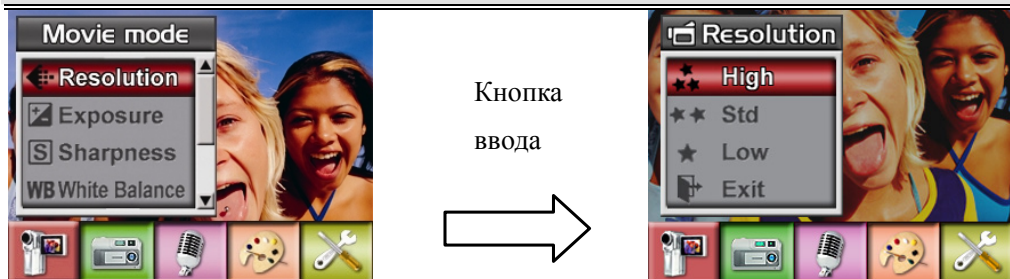 Movie mode
Resolution
Exposure
S Sharpness
WB White Balance
Кнопка
ввода
Resolution
High
Std
Low
Exit